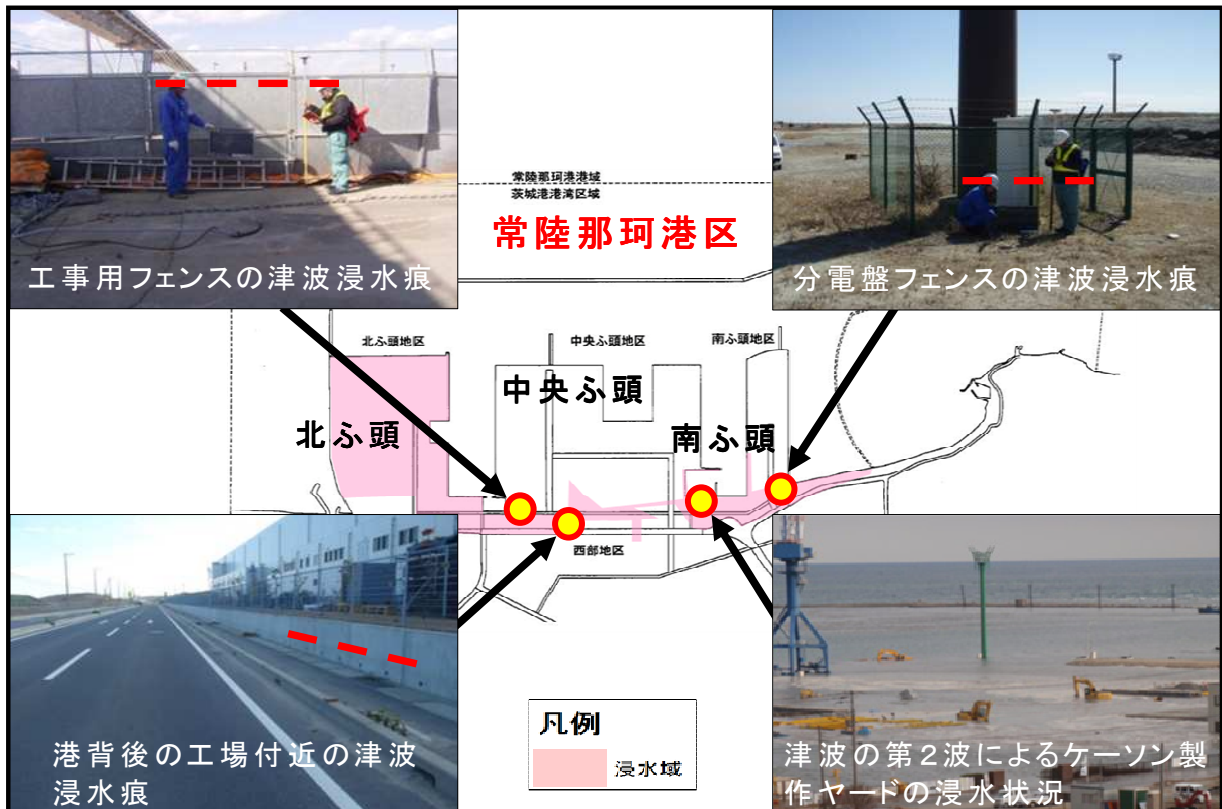 工事用フェンスの津波浸水痕
常陸那珂港港域
茨城港港湾区域
常陸那珂港区
分電盤フェンスの津波浸水痕
北ふ頭地区
中央ふ頭地区
南ふ頭地区
中央ふ頭
北ふ頭
南ふ頭
西部地区
港背後の工場付近の津波
浸水痕
凡例
浸水域
津波の第2波によるケーソン製
作ヤードの浸水状況